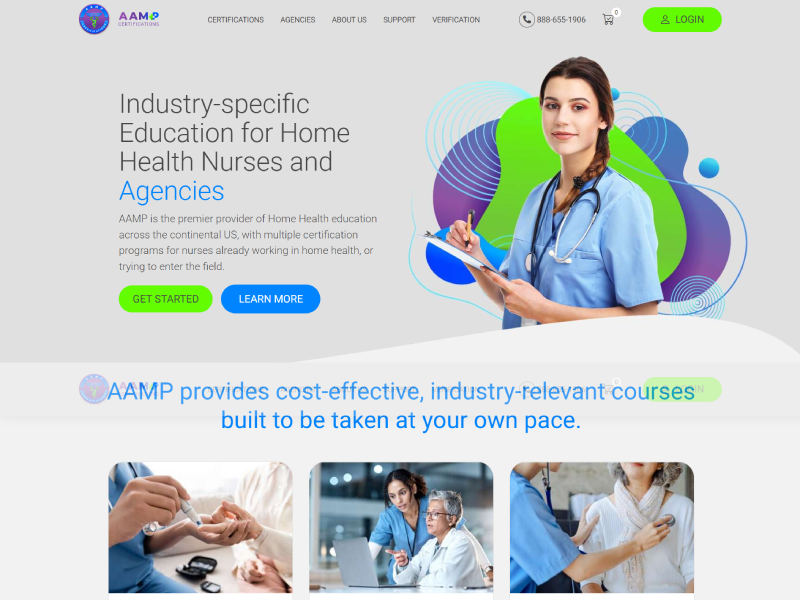 AAMP
CERTIFICATIONS
CERTIFICATIONS AGENCIES ABOUT US SUPPORT VERIFICATION
888-655-1906
0
LOGIN
Industry-specific
Education for Home
Health Nurses and
Agencies
AAMP is the premier provider of Home Health education
across the continental US, with multiple certification
programs for nurses already working in home health, or
trying to enter the field.
GET STARTED LEARN MORE
AAMP provides cost-effective, industry-relevant courses
built to be taken at your own pace.